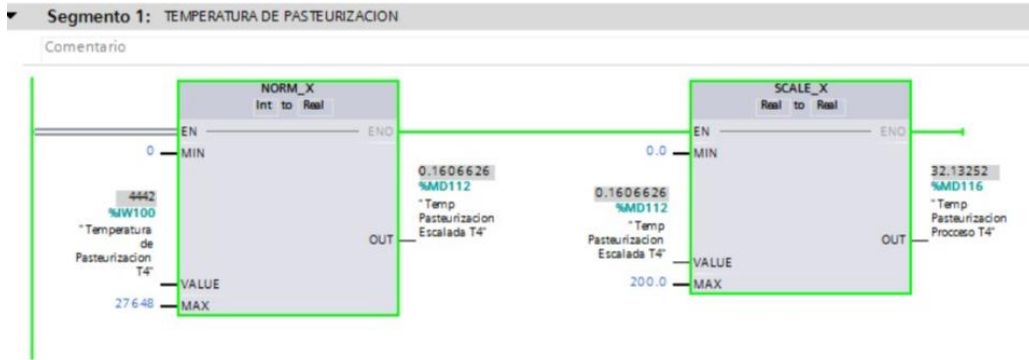 Segmento 1: TEMPERATURA DE PASTEURIZACION
Comentario
NORM_X
Int to Real
EN
ENO
0
MIN
4442
%IW100
"Temperatura
de
Pasteurizacion
T4"
VALUE
27648
MAX
OUT
0.1606626
%MD112
"Temp
Pasteurizacion
Escalada T4"
SCALE_X
Real to Real
EN
ENO
0.0
MIN
0.1606626
%MD112
"Temp
Pasteurizacion
Escalada T4"
VALUE
200.0
MAX
OUT
32.13252
%MD116
"Temp
Pasteurizacion
Procceso T4"